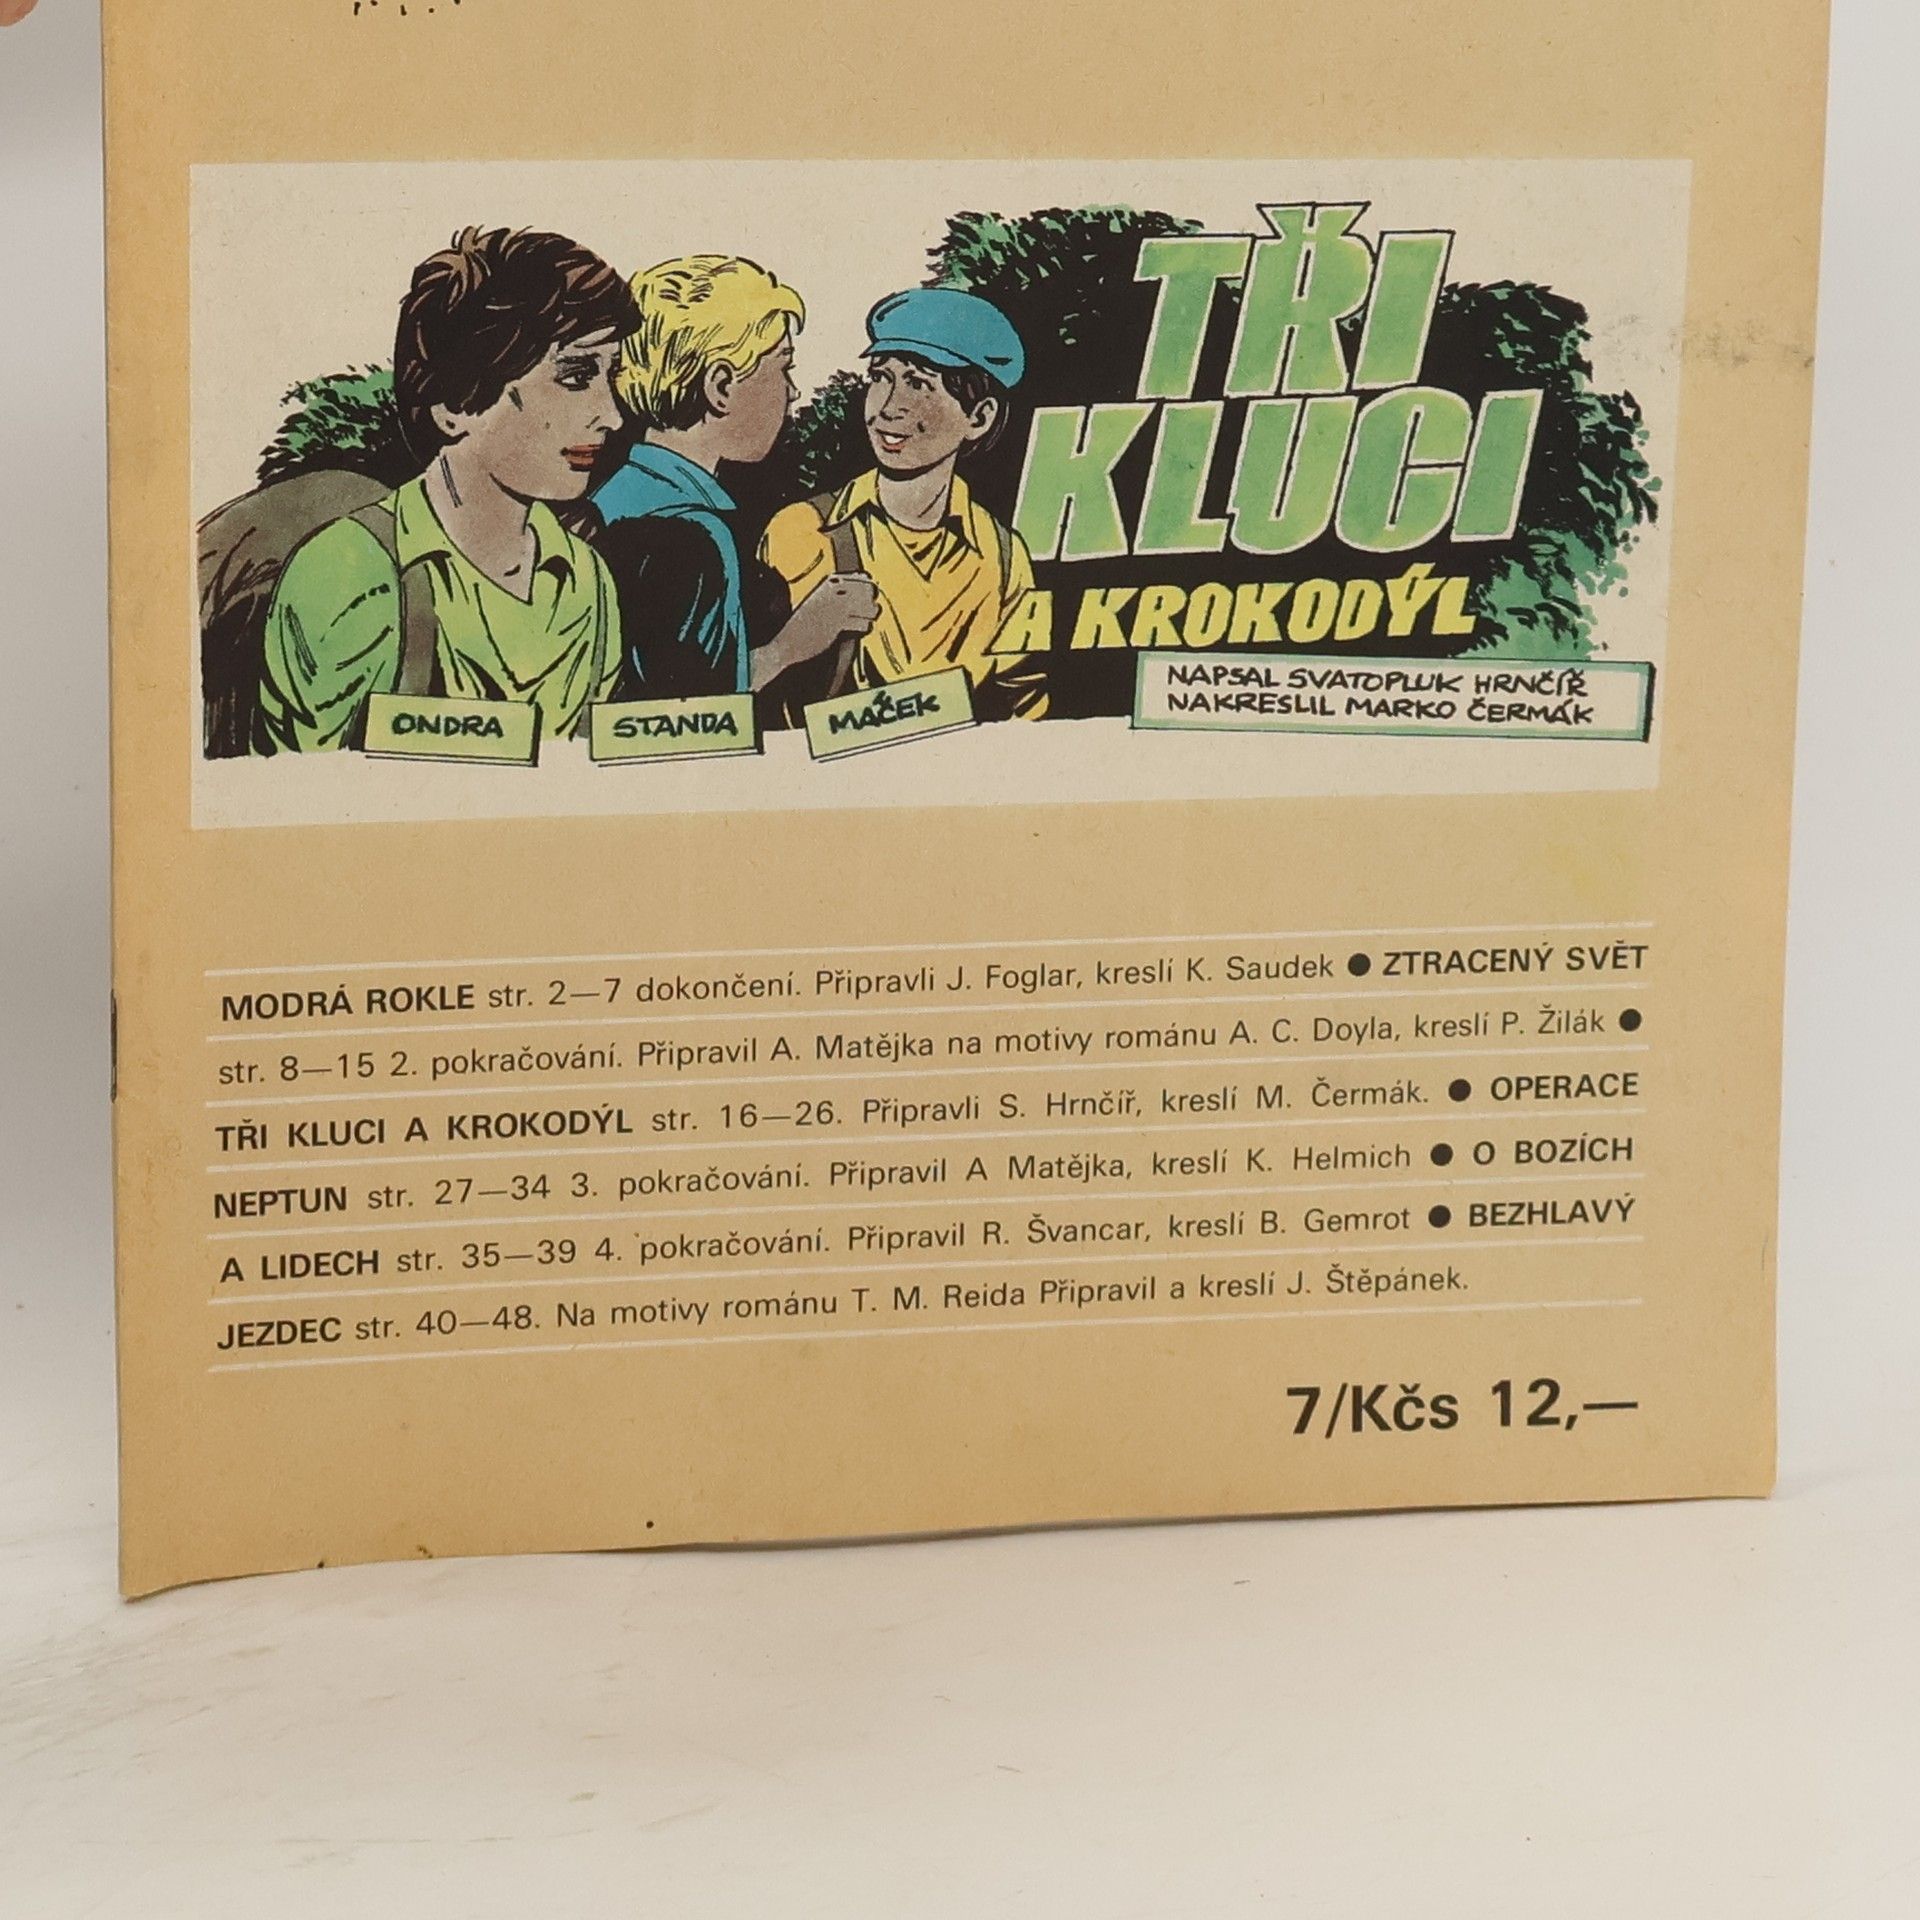 TŘI
KLUCI
A KROKODÝL
NAPSAL SVATOPLUK HRNČÍŘ
NAKRESLIL MARKO ČERMÁK
ONDRA
STANDA
MAČEK
MODRÁ ROKLE str. 2—7 dokončení. Připravli J. Foglar, kreslí K. Saudek ● ZTRACENÝ SVĚT
str. 8—15 2. pokračování. Připravil A. Matějka na motivy románu A. C. Doyla, kreslí P. Žilák ●
TŘI KLUCI A KROKODÝL str. 16—26. Připravli S. Hrnčíř, kreslí M. Čermák. ● OPERACE
NEPTUN str. 27—34 3. pokračování. Připravil A Matějka, kreslí K. Helmich ● O BOZÍCH
A LIDECH str. 35—39 4. pokračování. Připravil R. Švancar, kreslí B. Gemrot ● BEZHLAVÝ
JEZDEC str. 40—48. Na motivy románu T. M. Reida Připravil a kreslí J. Štěpánek.
7/Kčs 12,—